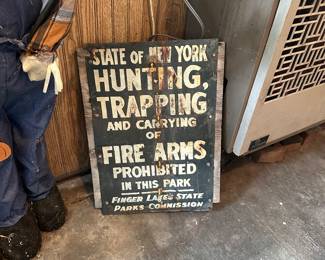 STATE OF NEW YORK
HUNTING,
TRAPPING
AND CARRYING
OF
FIRE ARMS
PROHIBITED
IN THIS PARK
FINGER LAKES STATE
PARKS COMMISSION